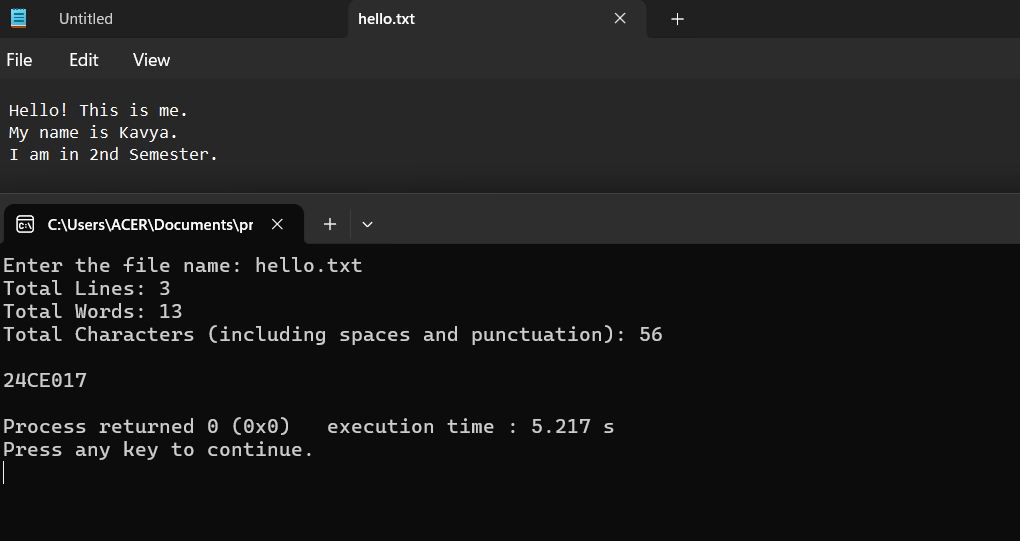 Untitled
hello.txt
File Edit View
Hello! This is me.
My name is Kavya.
I am in 2nd Semester.
C:\Users\ACER\Documents\pr
Enter the file name: hello.txt
Total Lines: 3
Total Words: 13
Total Characters (including spaces and punctuation): 56
24CE017
Process returned 0 (0x0)   execution time : 5.217 s
Press any key to continue.